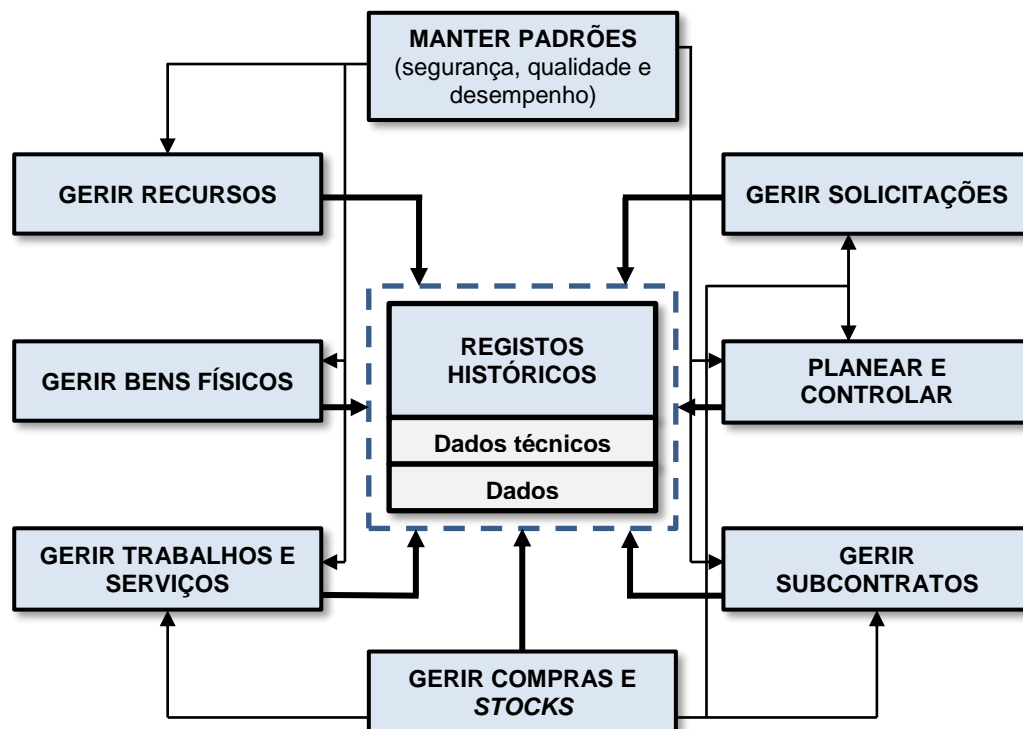 MANTER PADRÕES
(segurança, qualidade e
desempenho)
GERIR RECURSOS
GERIR SOLICITAÇÕES
REGISTOS
HISTÓRICOS
Dados técnicos
Dados
GERIR BENS FÍSICOS
PLANEAR E
CONTROLAR
GERIR TRABALHOS E
SERVIÇOS
GERIR
SUBCONTRATOS
GERIR COMPRAS E
STOCKS